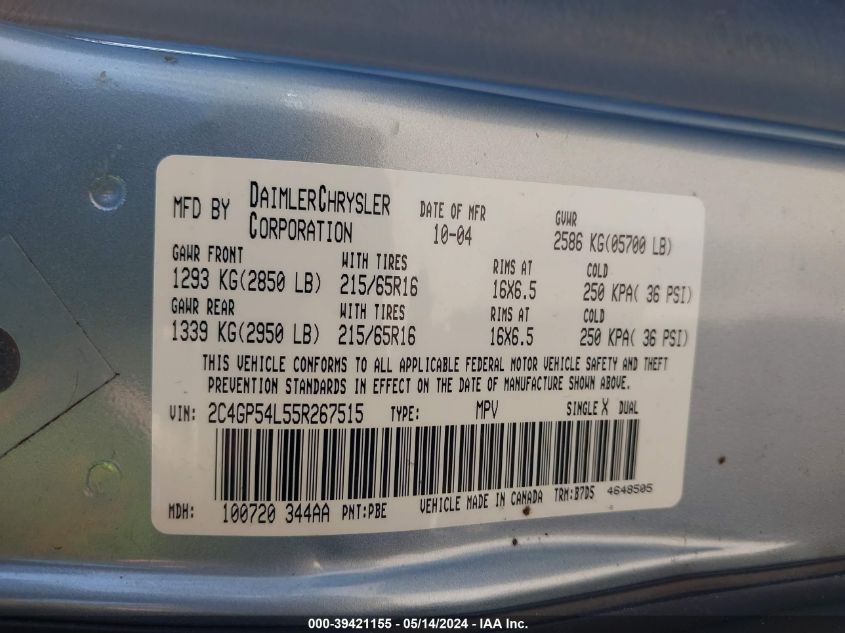 MFD BY DAIMLERCHRYSLER CORPORATION DATE OF MFR 10-04 GVWR 2586 KG(05700 LB)
GAWR FRONT WITH TIRES RIMS AT COLD
1293 KG(2850 LB) 215/65R16 16X6.5 250 KPA( 36 PSI)
GAWR REAR WITH TIRES RIMS AT COLD
1339 KG(2950 LB) 215/65R16 16X6.5 250 KPA( 36 PSI)
THIS VEHICLE CONFORMS TO ALL APPLICABLE FEDERAL MOTOR VEHICLE SAFETY AND THEFT
PREVENTION STANDARDS IN EFFECT ON THE DATE OF MANUFACTURE SHOWN ABOVE.
VIN: 2C4GP54L55R267515 TYPE: MPV SINGLE X DUAL
MDH: 100720 344AA PNT:PBE VEHICLE MADE IN CANADA TRM:B7D5 4648505
000-39421155 - 05/14/2024 - IAA Inc.